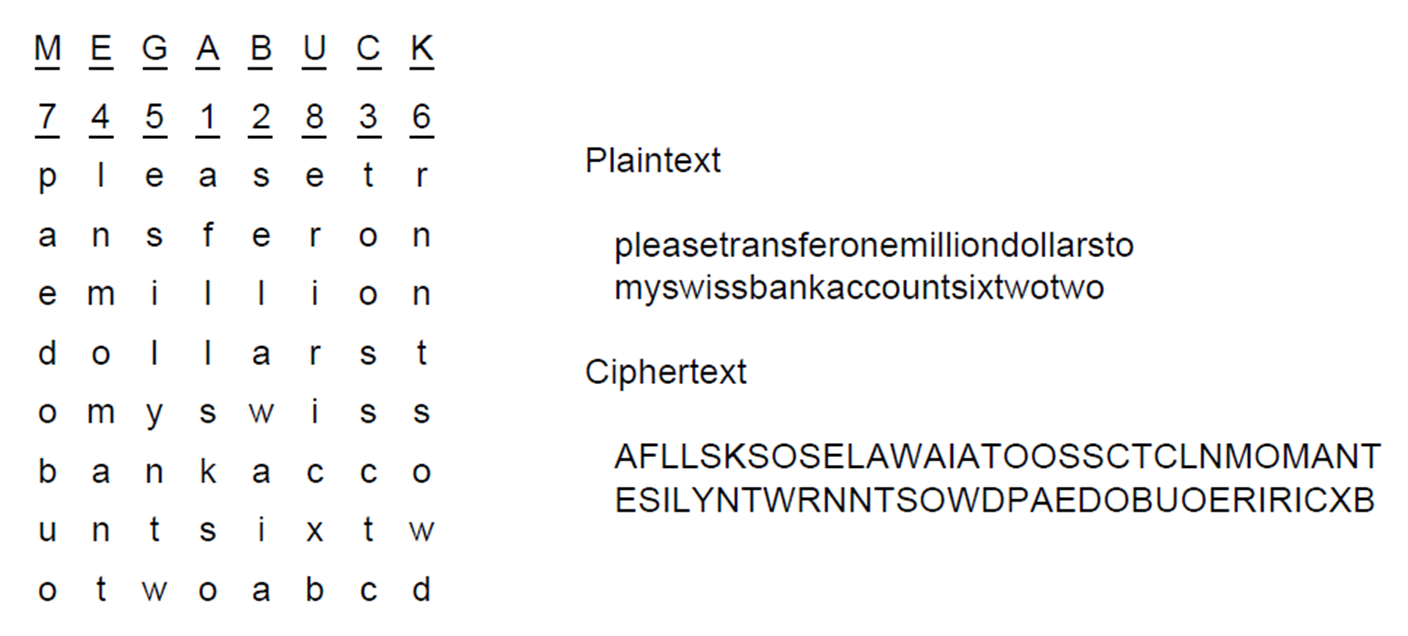 M E G A B U C K
7 4 5 1 2 8 3 6
p l e a s e t r
a n s f e r o n
e m i l l i o n
d o l l a r s t
o m y s w i s s
b a n k a c c o
u n t s i x t w
o t w o a b c d
Plaintext
pleasetransferonemilliondollarsto
myswissbankaccountsixtwotwo
Ciphertext
AFLLSKSOSELAWAIATOOSSCTCLNMOMANT
ESILYNTWRNNTSOWDPAEDOBUOERIRICXB